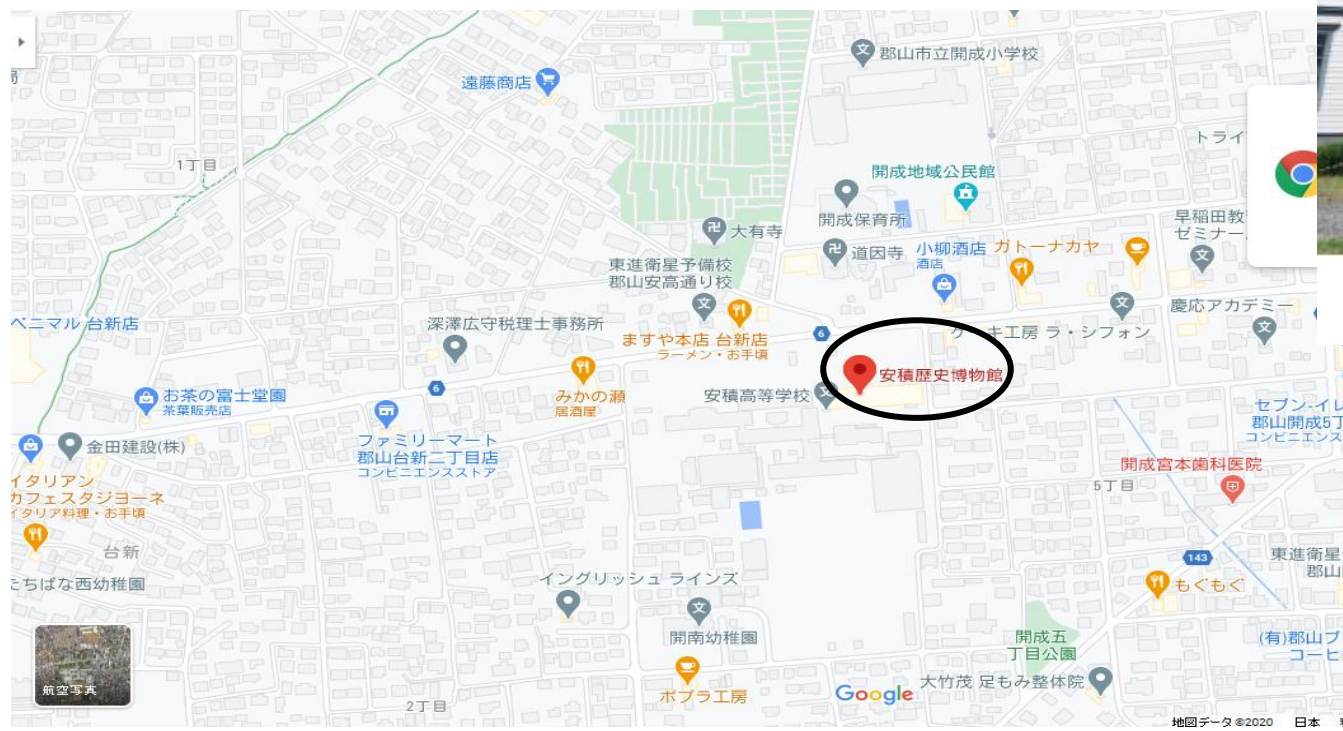 郡山市立開成小学校
遠藤商店
トライ
1丁目
開成地域公民館
開成保育所
早稲田教
ゼミナー
大有寺
道因寺
小柳酒店
酒店
ガトーナカヤ
東進衛星予備校
郡山安高通り校
慶応アカデミー
ベニマル 台新店
深澤広守税理士事務所
ますや本店 台新店
ラーメン・お手頃
6
ケーキ工房 ラ・シフォン
安積歴史博物館
お茶の富士堂園
茶葉販売店
6
みかの瀬
居酒屋
安積高等学校
セブン-イレ
郡山開成5丁
コンビニエンス
金田建設(株)
ファミリーマート
郡山台新二丁目店
コンビニエンスストア
開成宮本歯科医院
5丁目
イタリアン
カフェスタジヨーネ
イタリア料理・お手頃
台新
143
東進衛星
郡山
たちばな西幼稚園
イングリッシュ ラインズ
もぐもぐ
開南幼稚園
開成五
丁目公園
(有)郡山ブ
コーヒ
航空写真
ポプラ工房
Google
大竹茂 足もみ整体院
2丁目
地図データ ©2020
日本